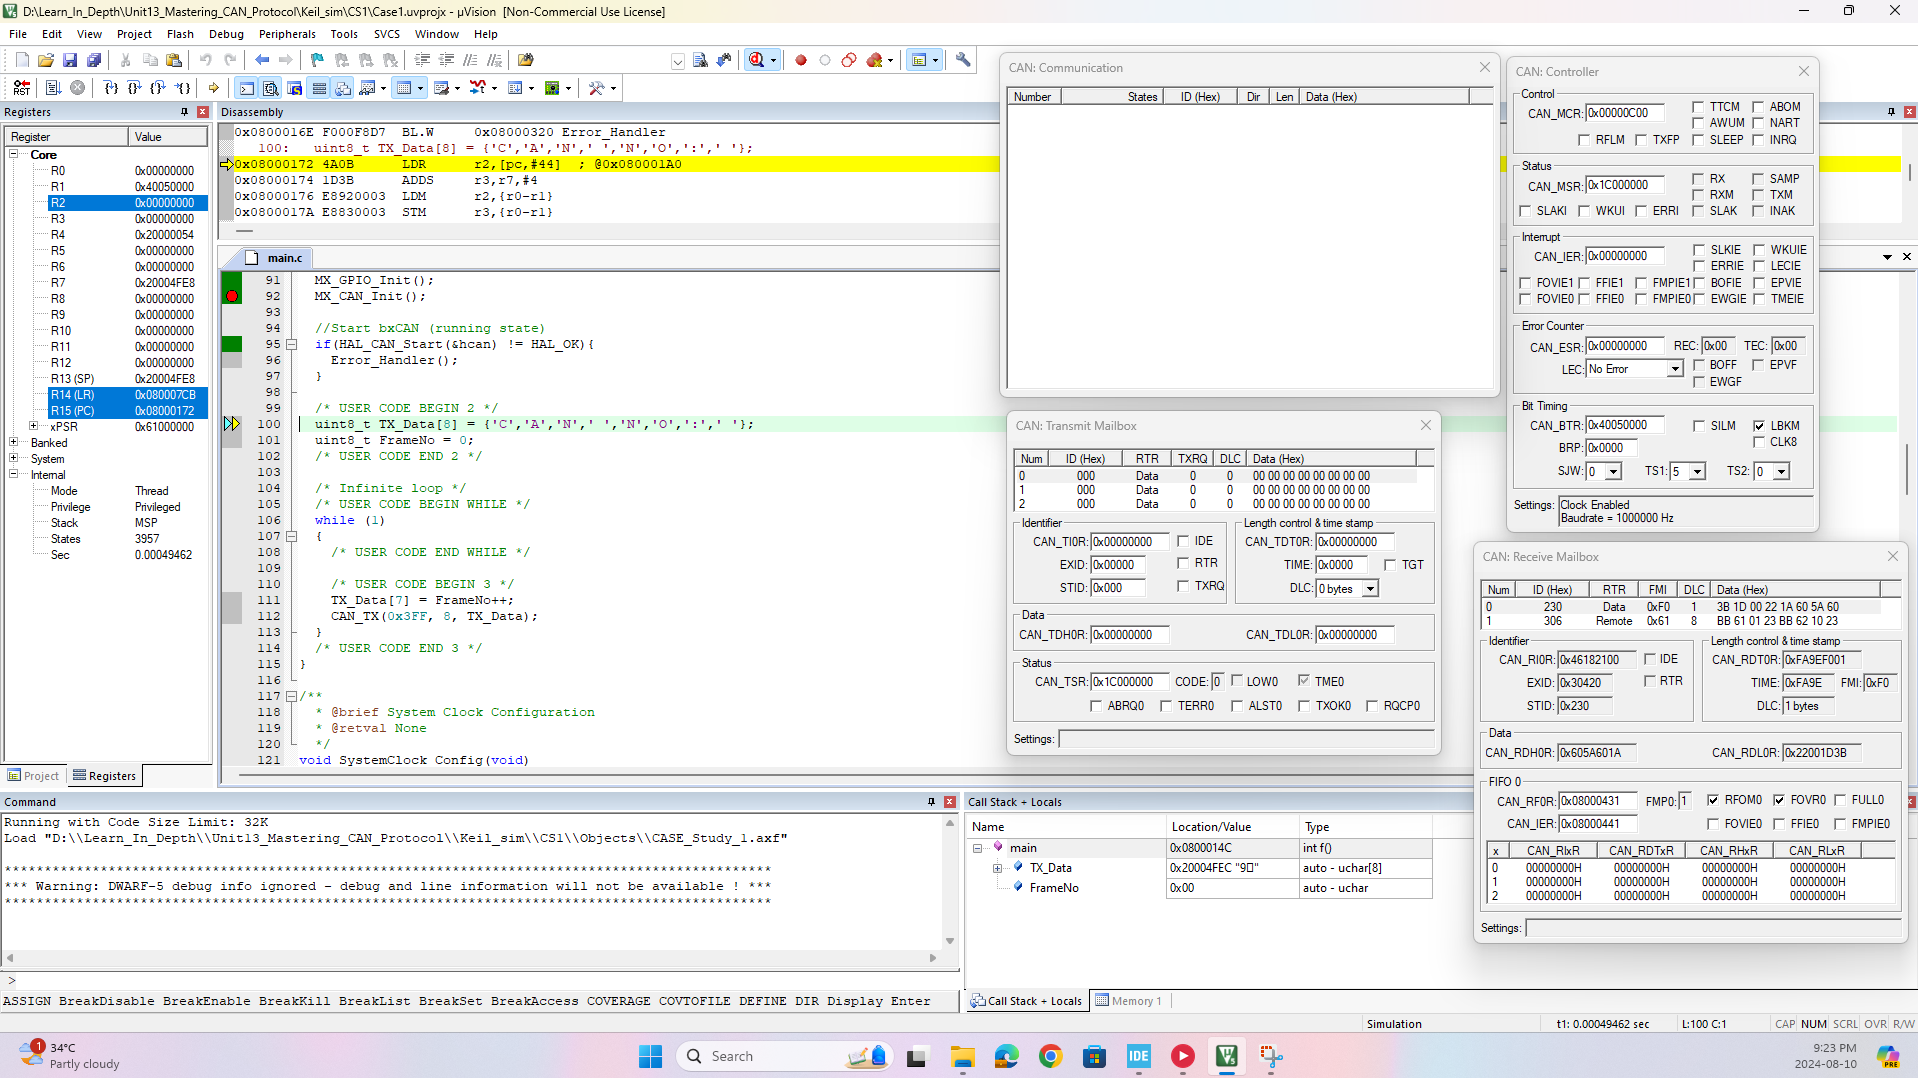 D:\Learn_In_Depth\Unit13_Mastering_CAN_Protocol\Keil_sim\CS1\Case1.uvprojx - µVision  [Non-Commercial Use License]
File Edit View Project Flash Debug Peripherals Tools SVCS Window Help
Registers
Register Value
Core
R0 0x00000000
R1 0x40050000
R2 0x00000000
R3 0x00000000
R4 0x20000054
R5 0x00000000
R6 0x00000000
R7 0x20004FE8
R8 0x00000000
R9 0x00000000
R10 0x00000000
R11 0x00000000
R12 0x00000000
R13 (SP) 0x20004FE8
R14 (LR) 0x080007CB
R15 (PC) 0x08000172
xPSR 0x61000000
Banked
System
Internal
Mode Thread
Privilege Privileged
Stack MSP
States 3957
Sec 0.00049462
Project Registers
Disassembly
0x0800016E F000F8D7  BL.W     0x08000320 Error_Handler
100:   uint8_t TX_Data[8] = {'C','A','N',' ','N','O',':',' '};
0x08000172 4A0B      LDR      r2,[pc,#44]  ; @0x080001A0
0x08000174 1D3B      ADDS     r3,r7,#4
0x08000176 E8920003  LDM      r2,{r0-r1}
0x0800017A E8830003  STM      r3,{r0-r1}
main.c
91 MX_GPIO_Init();
92 MX_CAN_Init();
93
94 //Start bxCAN (running state)
95 if(HAL_CAN_Start(&hcan) != HAL_OK){
96 Error_Handler();
97 }
98
99 /* USER CODE BEGIN 2 */
100 uint8_t TX_Data[8] = {'C','A','N',' ','N','O',':',' '};
101 uint8_t FrameNo = 0;
102 /* USER CODE END 2 */
103
104 /* Infinite loop */
105 /* USER CODE BEGIN WHILE */
106 while (1)
107 {
108 /* USER CODE END WHILE */
109
110 /* USER CODE BEGIN 3 */
111 TX_Data[7] = FrameNo++;
112 CAN_TX(0x3FF, 8, TX_Data);
113 }
114 /* USER CODE END 3 */
115 }
116
117 /**
118 * @brief System Clock Configuration
119 * @retval None
120 */
121 void SystemClock_Config(void)
CAN: Communication
Number States ID (Hex) Dir Len Data (Hex)
CAN: Transmit Mailbox
Num ID (Hex) RTR TXRQ DLC Data (Hex)
0 000 Data 0 0 00 00 00 00 00 00 00 00
1 000 Data 0 0 00 00 00 00 00 00 00 00
2 000 Data 0 0 00 00 00 00 00 00 00 00
Identifier Length control & time stamp
CAN_TI0R: 0x00000000 IDE CAN_TDT0R: 0x00000000
EXID: 0x00000 RTR TIME: 0x0000 TGT
STID: 0x000 TXRQ DLC: 0 bytes
Data
CAN_TDH0R: 0x00000000 CAN_TDL0R: 0x00000000
Status
CAN_TSR: 0x1C000000 CODE: 0 LOW0 TME0
ABRQ0 TERR0 ALST0 TXOK0 RQCP0
Settings:
CAN: Controller
Control
CAN_MCR: 0x00000C00 TTCM ABOM
AWUM NART
RFLM TXFP SLEEP INRQ
Status
CAN_MSR: 0x1C000000 RX SAMP
RXM TXM
SLAKI WKUI ERRI SLAK INAK
Interrupt
CAN_IER: 0x00000000 SLKIE WKUIE
ERRIE LECIE
FOVIE1 FFIE1 FMPIE1 BOFIE EPVIE
FOVIE0 FFIE0 FMPIE0 EWGIE TMEIE
Error Counter
CAN_ESR: 0x00000000 REC: 0x00 TEC: 0x00
LEC: No Error BOFF EPVF
EWGF
Bit Timing
CAN_BTR: 0x40050000 SILM LBKM
BRP: 0x0000 CLK8
SJW: 0 TS1: 5 TS2: 0
Settings: Clock Enabled
Baudrate = 1000000 Hz
CAN: Receive Mailbox
Num ID (Hex) RTR FMI DLC Data (Hex)
0 230 Data 0xF0 1 3B 1D 00 22 1A 60 5A 60
1 306 Remote 0x61 8 BB 61 01 23 BB 62 10 23
Identifier Length control & time stamp
CAN_RI0R: 0x46182100 IDE CAN_RDT0R: 0xFA9EF001
EXID: 0x30420 RTR TIME: 0xFA9E FMI: 0xF0
STID: 0x230 DLC: 1 bytes
Data
CAN_RDH0R: 0x605A601A CAN_RDL0R: 0x22001D3B
FIFO 0
CAN_RF0R: 0x08000431 FMP0: 1 RFOM0 FOVR0 FULL0
CAN_IER: 0x08000441 FOVIE0 FFIE0 FMPIE0
x CAN_RIxR CAN_RDTxR CAN_RHxR CAN_RLxR
0 00000000H 00000000H 00000000H 00000000H
1 00000000H 00000000H 00000000H 00000000H
2 00000000H 00000000H 00000000H 00000000H
Settings:
Command
Running with Code Size Limit: 32K
Load "D:\\Learn_In_Depth\\Unit13_Mastering_CAN_Protocol\\Keil_sim\\CS1\\Objects\\CASE_Study_1.axf"
************************************************************************************************
*** Warning: DWARF-5 debug info ignored - debug and line information will not be available ! ***
************************************************************************************************
>
ASSIGN BreakDisable BreakEnable BreakKill BreakList BreakSet BreakAccess COVERAGE COVTOFILE DEFINE DIR Display Enter
Call Stack + Locals
Name Location/Value Type
main 0x0800014C int f()
TX_Data 0x20004FEC "9□" auto - uchar[8]
FrameNo 0x00 auto - uchar
Call Stack + Locals Memory 1
Simulation t1: 0.00049462 sec L:100 C:1 CAP NUM SCRL OVR R/W
1
34°C
Partly cloudy
Search
IDE
PRE
9:23 PM
2024-08-10